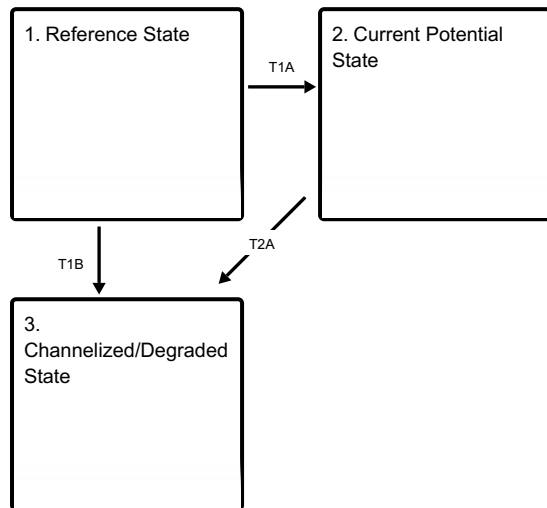 1. Reference State
2. Current Potential
State
T1A
T2A
T1B
3.
Channelized/Degraded
State